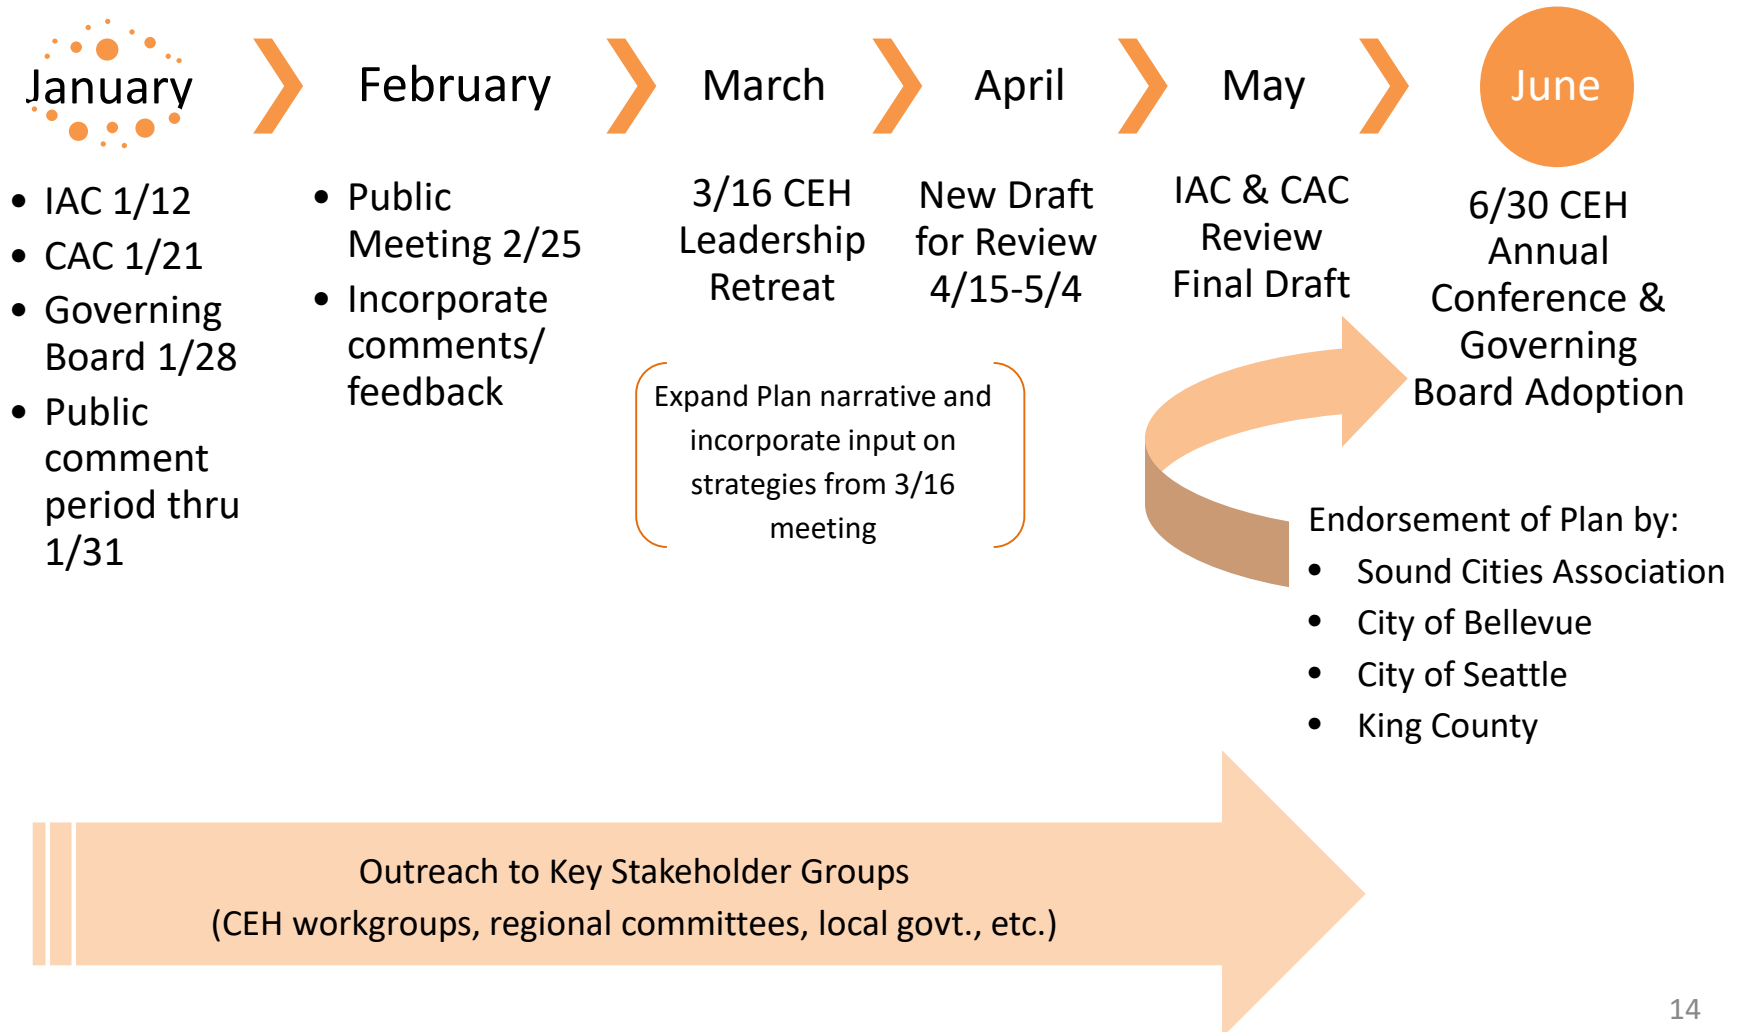 January
February
March
April
May
June
• IAC 1/12
• CAC 1/21
• Governing
Board 1/28
• Public
comment
period thru
1/31
• Public
Meeting 2/25
• Incorporate
comments/
feedback
3/16 CEH
Leadership
Retreat
New Draft
for Review
4/15-5/4
IAC & CAC
Review
Final Draft
6/30 CEH
Annual
Conference &
Governing
Board Adoption
Expand Plan narrative and
incorporate input on
strategies from 3/16
meeting
Endorsement of Plan by:
• Sound Cities Association
• City of Bellevue
• City of Seattle
• King County
Outreach to Key Stakeholder Groups
(CEH workgroups, regional committees, local govt., etc.)
14